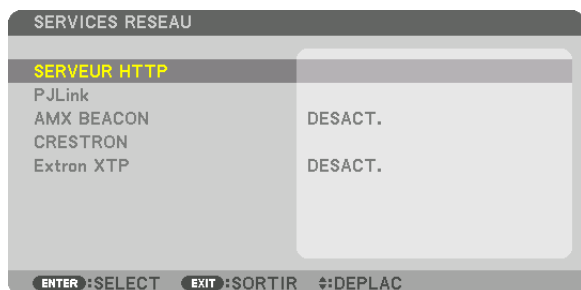 SERVICES RESEAU
SERVEUR HTTP
PJLink
AMX BEACON DESACT.
CRESTRON
Extron XTP DESACT.
ENTER :SELECT EXIT :SORTIR :DEPLAC